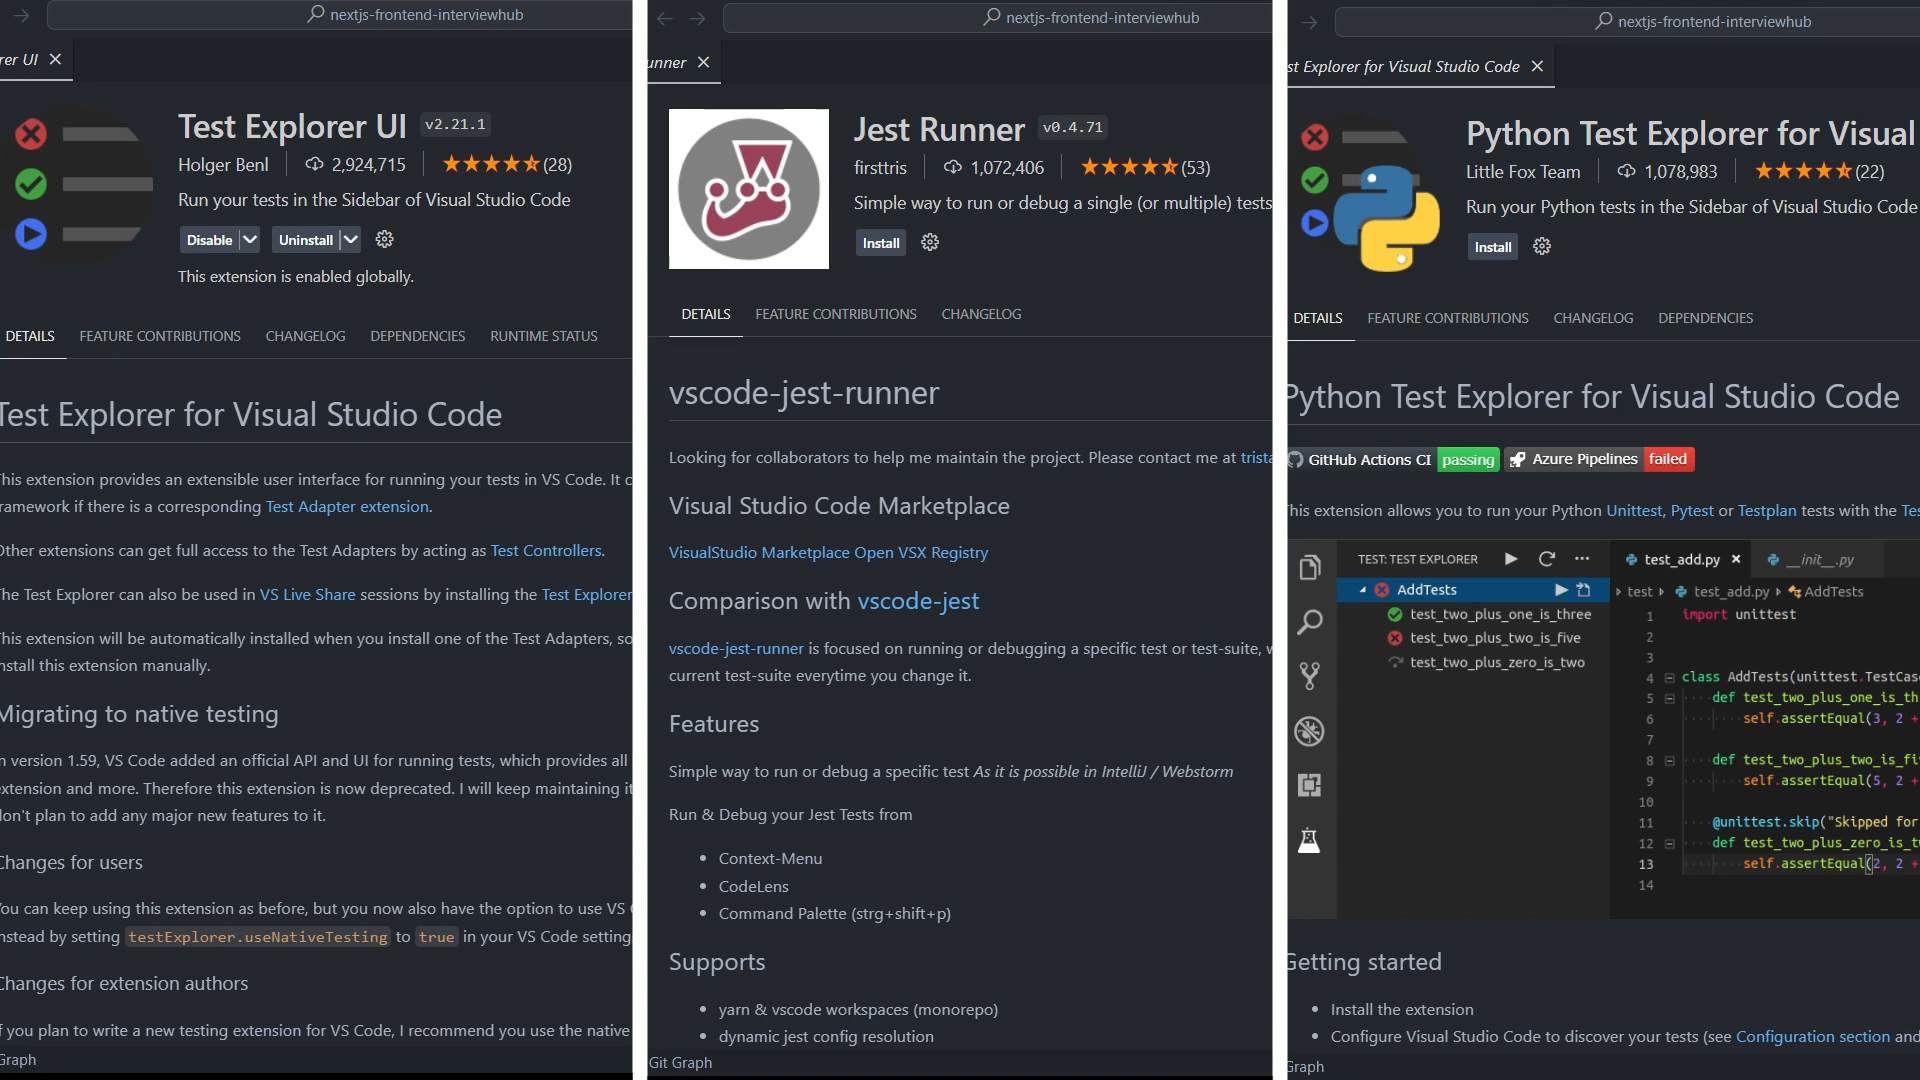 nextjs-frontend-interviewhub
rer UI
Test Explorer UI v2.21.1
Holger Benl 2,924,715 (28)
Run your tests in the Sidebar of Visual Studio Code
Disable Uninstall
This extension is enabled globally.
DETAILS FEATURE CONTRIBUTIONS CHANGELOG DEPENDENCIES RUNTIME STATUS
Test Explorer for Visual Studio Code
This extension provides an extensible user interface for running your tests in VS Code. It c
ramework if there is a corresponding Test Adapter extension.
Other extensions can get full access to the Test Adapters by acting as Test Controllers.
The Test Explorer can also be used in VS Live Share sessions by installing the Test Explorer
This extension will be automatically installed when you install one of the Test Adapters, so
nstall this extension manually.
Migrating to native testing
n version 1.59, VS Code added an official API and UI for running tests, which provides all
extension and more. Therefore this extension is now deprecated. I will keep maintaining it
don't plan to add any major new features to it.
Changes for users
You can keep using this extension as before, but you now also have the option to use VS
nstead by setting testExplorer.useNativeTesting to true in your VS Code setting
Changes for extension authors
f you plan to write a new testing extension for VS Code, I recommend you use the native
Graph
nextjs-frontend-interviewhub
unner
Jest Runner v0.4.71
firsttris 1,072,406 (53)
Simple way to run or debug a single (or multiple) tests
Install
DETAILS FEATURE CONTRIBUTIONS CHANGELOG
vscode-jest-runner
Looking for collaborators to help me maintain the project. Please contact me at trista
Visual Studio Code Marketplace
VisualStudio Marketplace Open VSX Registry
Comparison with vscode-jest
vscode-jest-runner is focused on running or debugging a specific test or test-suite, w
current test-suite everytime you change it.
Features
Simple way to run or debug a specific test As it is possible in IntelliJ / Webstorm
Run & Debug your Jest Tests from
• Context-Menu
• CodeLens
• Command Palette (strg+shift+p)
Supports
• yarn & vscode workspaces (monorepo)
• dynamic jest config resolution
Git Graph
nextjs-frontend-interviewhub
st Explorer for Visual Studio Code
Python Test Explorer for Visual
Little Fox Team 1,078,983 (22)
Run your Python tests in the Sidebar of Visual Studio Code
Install
DETAILS FEATURE CONTRIBUTIONS CHANGELOG DEPENDENCIES
Python Test Explorer for Visual Studio Code
GitHub Actions CI passing Azure Pipelines failed
This extension allows you to run your Python Unittest, Pytest or Testplan tests with the Tes
TEST: TEST EXPLORER
AddTests
test_two_plus_one_is_three
test_two_plus_two_is_five
test_two_plus_zero_is_two
test_add.py __init__.py
test test_add.py AddTests
1 import unittest
2
3
4 class AddTests(unittest.TestCase
5 def test_two_plus_one_is_th
6 self.assertEqual(3, 2 +
7
8 def test_two_plus_two_is_fiv
9 self.assertEqual(5, 2 +
10
11 @unittest.skip("Skipped for
12 def test_two_plus_zero_is_tw
13 self.assertEqual(2, 2 +
14
Getting started
• Install the extension
• Configure Visual Studio Code to discover your tests (see Configuration section and
Graph